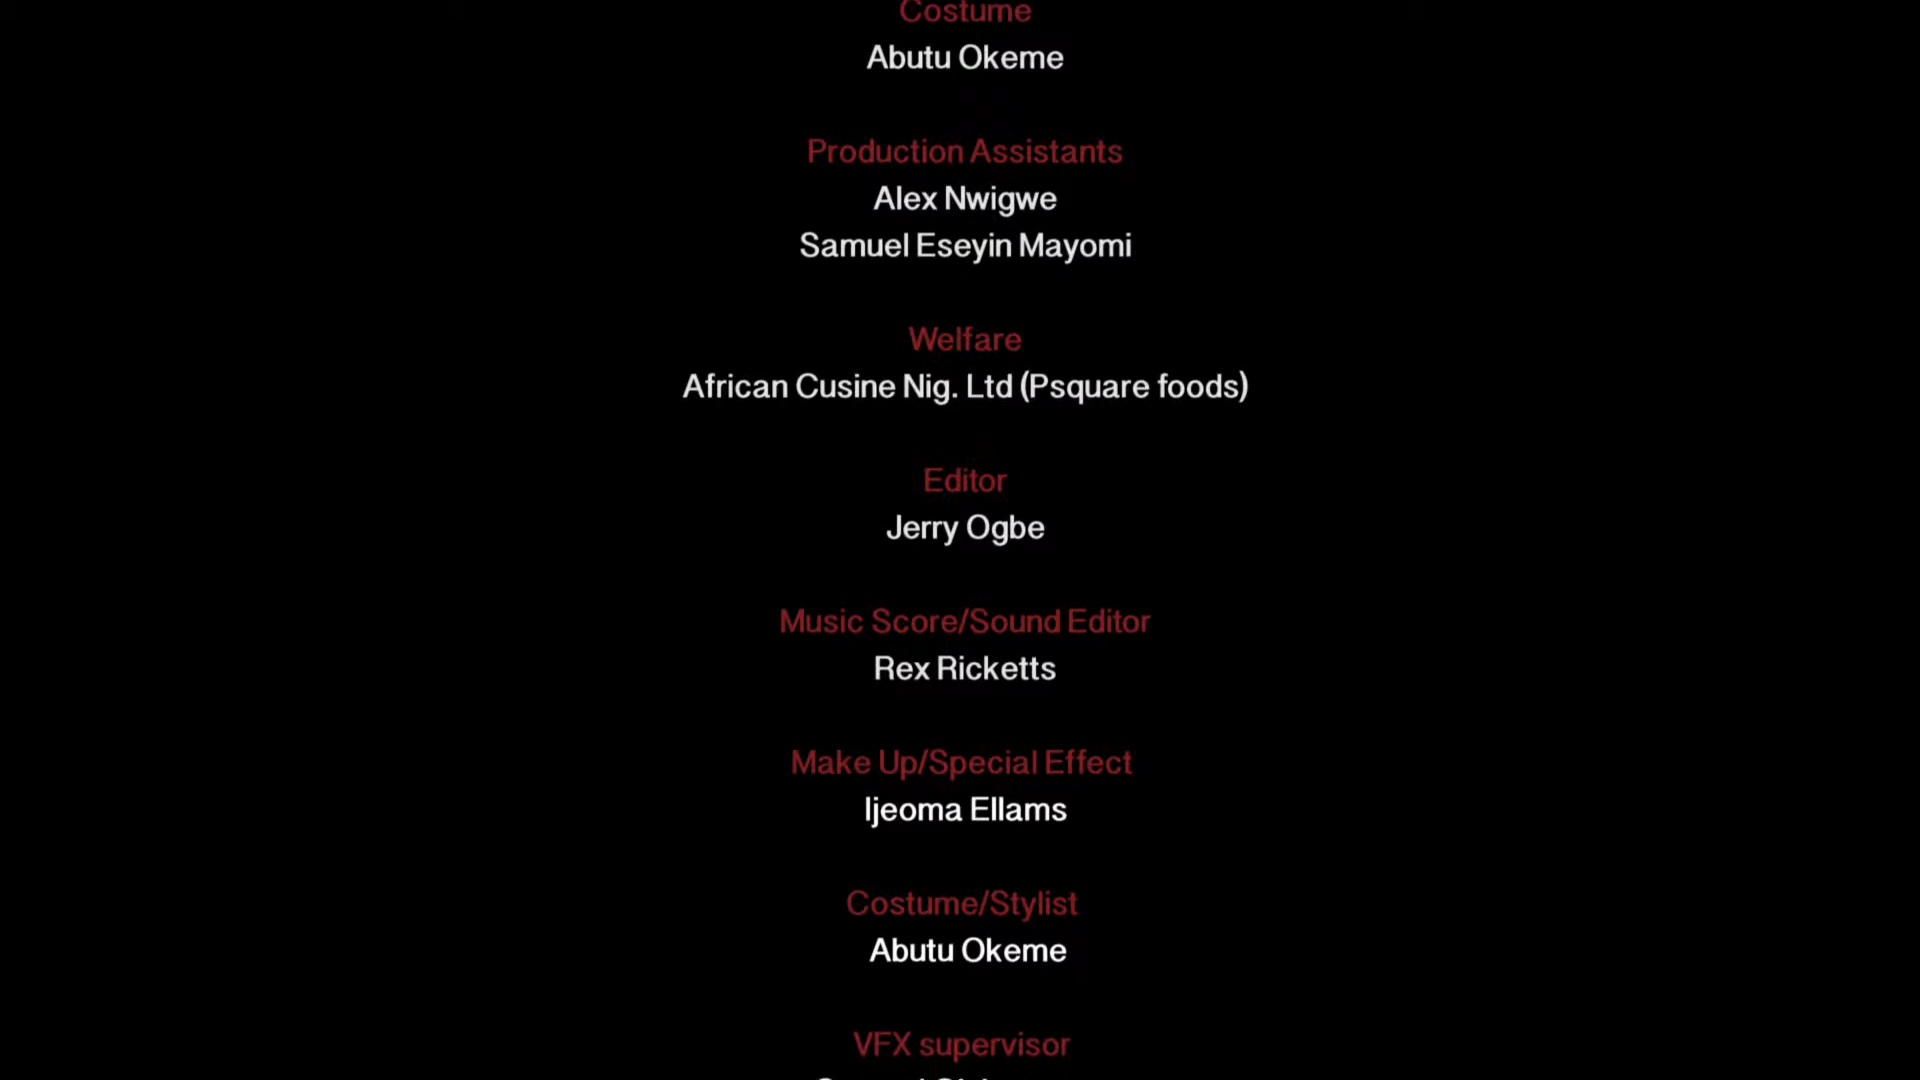 Costume
Abutu Okeme
Production Assistants
Alex Nwigwe
Samuel Eseyin Mayomi
Welfare
African Cusine Nig. Ltd (Psquare foods)
Editor
Jerry Ogbe
Music Score/Sound Editor
Rex Ricketts
Make Up/Special Effect
Ijeoma Ellams
Costume/Stylist
Abutu Okeme
VFX supervisor